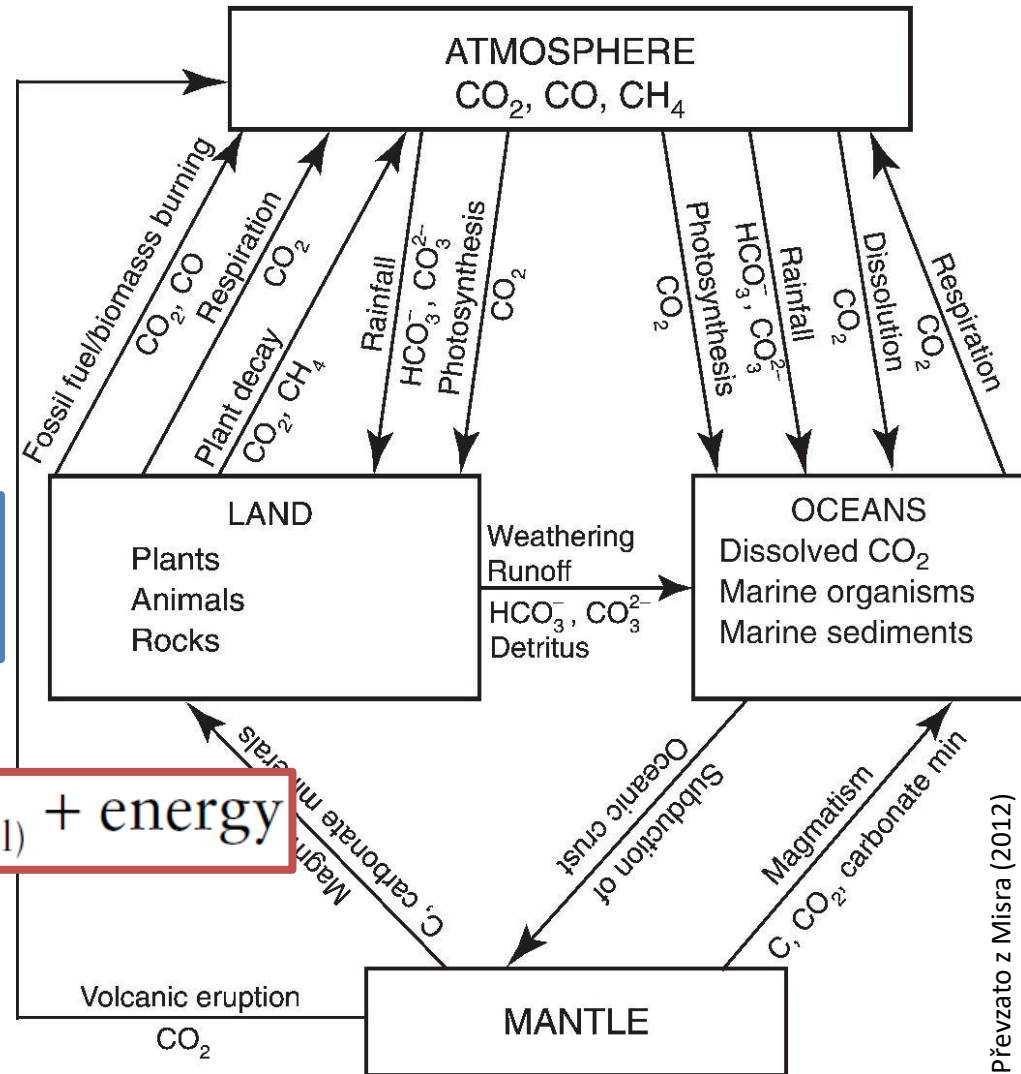 ATMOSPHERE
CO₂, CO, CH₄
Fossil fuel/biomasss burning
CO₂, CO
Respiration
CO₂
Plant decay
CO₂, CH₄
Rainfall
HCO₃⁻, CO₃²⁻
Photosynthesis
CO₂
Photosynthesis
CO₂
Rainfall
HCO₃⁻, CO₃²⁻
Dissolution
CO₂
Respiration
CO₂
LAND
Plants
Animals
Rocks
Weathering
Runoff
HCO₃⁻, CO₃²⁻
Detritus
OCEANS
Dissolved CO₂
Marine organisms
Marine sediments
l) + energy
C, carbonate minerals
Subduction of
Oceanic crust
Magmatism
C, CO₂, carbonate min
Volcanic eruption
CO₂
MANTLE
Převzato z Misra (2012)